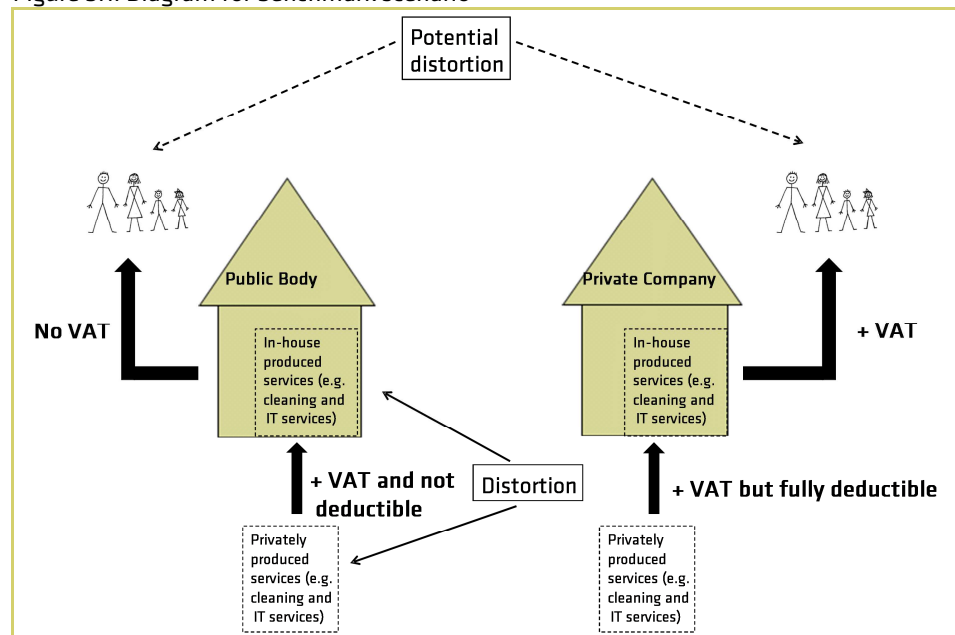 Potential
distortion
Public Body
Private Company
No VAT
+ VAT
In-house
produced
services (e.g.
cleaning and
IT services)
In-house
produced
services (e.g.
cleaning and
IT services)
+ VAT and not
deductible
Distortion
+ VAT but fully deductible
Privately
produced
services (e.g.
cleaning and
IT services)
Privately
produced
services (e.g.
cleaning and
IT services)